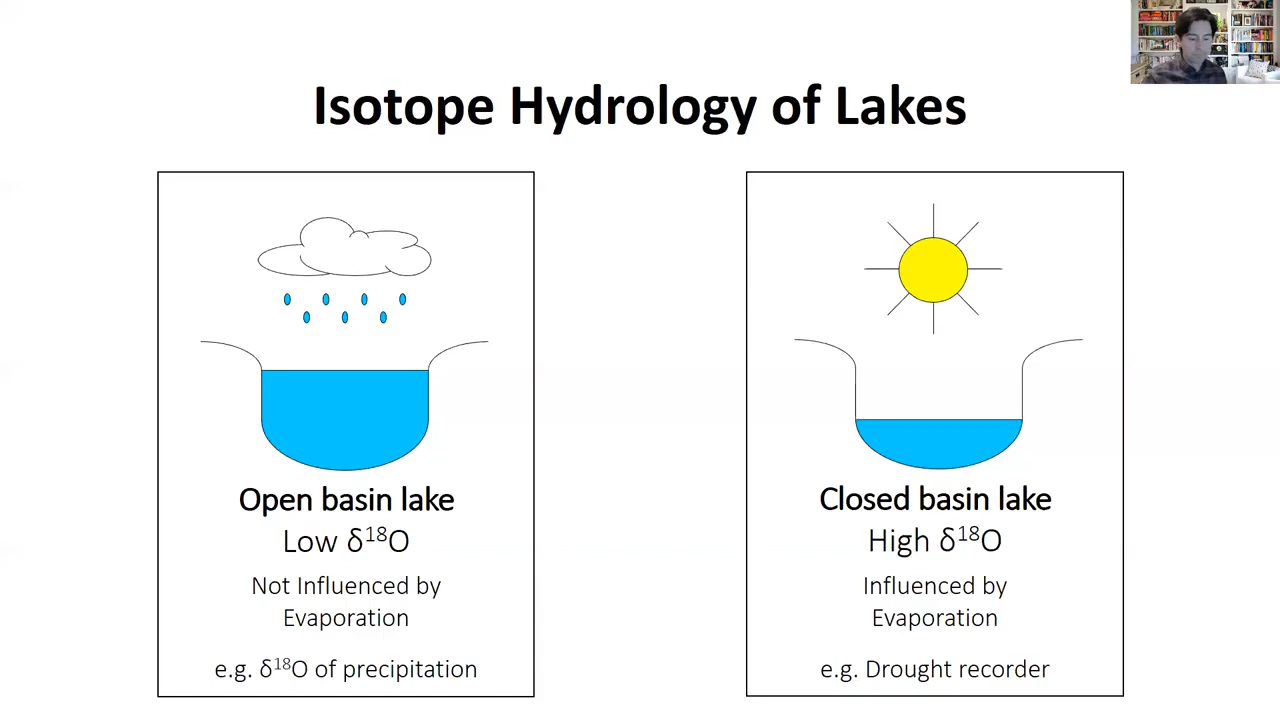 Isotope Hydrology of Lakes
Open basin lake
Low δ¹⁸O
Not Influenced by
Evaporation
e.g. δ¹⁸O of precipitation
Closed basin lake
High δ¹⁸O
Influenced by
Evaporation
e.g. Drought recorder